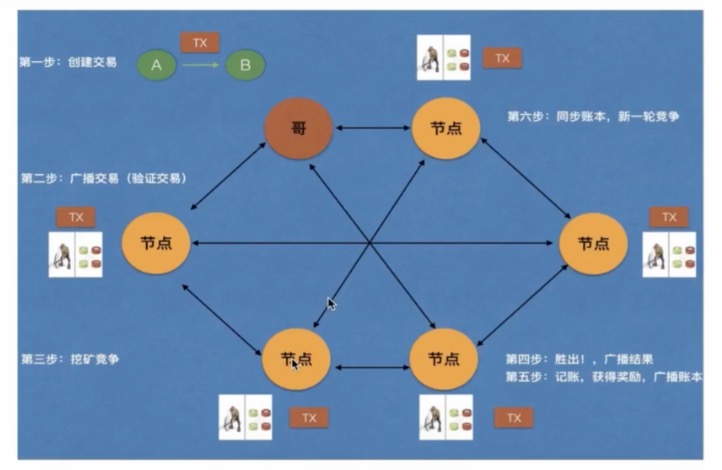 TX
第一步：创建交易
A
B
TX
哥
节点
第六步：同步账本，新一轮竞争
第二步：广播交易（验证交易）
TX
节点
TX
节点
第三步：挖矿竞争
节点
节点
第四步：胜出！，广播结果
第五步：记账，获得奖励，广播账本
TX
TX